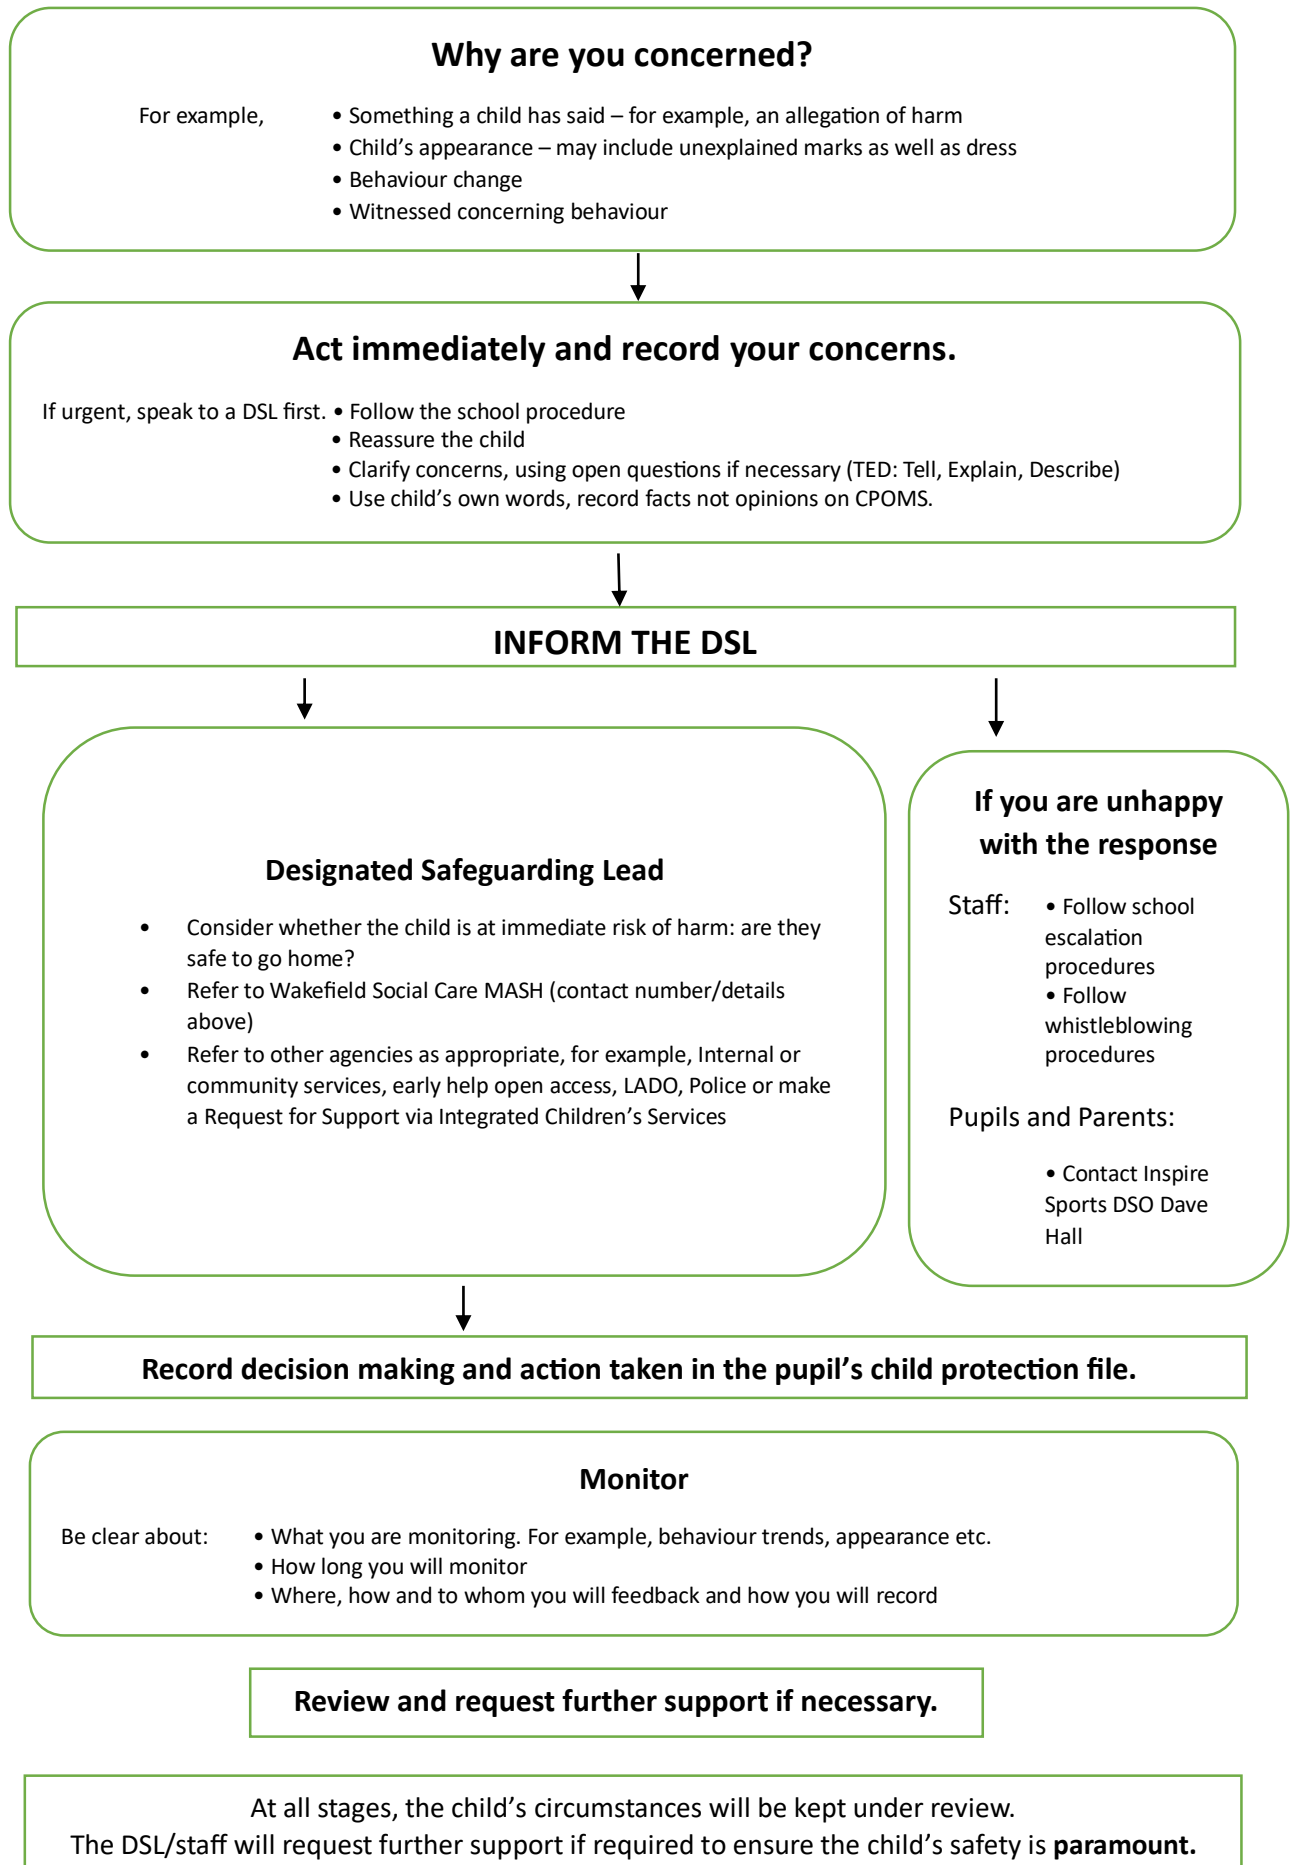 Why are you concerned?
For example, • Something a child has said – for example, an allegation of harm
• Child's appearance – may include unexplained marks as well as dress
• Behaviour change
• Witnessed concerning behaviour
Act immediately and record your concerns.
If urgent, speak to a DSL first. • Follow the school procedure
• Reassure the child
• Clarify concerns, using open questions if necessary (TED: Tell, Explain, Describe)
• Use child's own words, record facts not opinions on CPOMS.
INFORM THE DSL
Designated Safeguarding Lead
• Consider whether the child is at immediate risk of harm: are they
safe to go home?
• Refer to Wakefield Social Care MASH (contact number/details
above)
• Refer to other agencies as appropriate, for example, Internal or
community services, early help open access, LADO, Police or make
a Request for Support via Integrated Children's Services
If you are unhappy
with the response
Staff: • Follow school
escalation
procedures
• Follow
whistleblowing
procedures
Pupils and Parents:
• Contact Inspire
Sports DSO Dave
Hall
Record decision making and action taken in the pupil's child protection file.
Monitor
Be clear about: • What you are monitoring. For example, behaviour trends, appearance etc.
• How long you will monitor
• Where, how and to whom you will feedback and how you will record
Review and request further support if necessary.
At all stages, the child's circumstances will be kept under review.
The DSL/staff will request further support if required to ensure the child's safety is paramount.